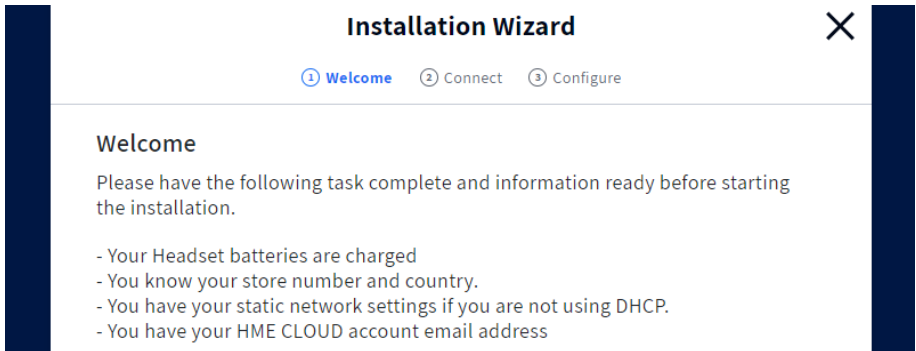 Installation Wizard
1 Welcome 2 Connect 3 Configure
Welcome
Please have the following task complete and information ready before starting
the installation.
- Your Headset batteries are charged
- You know your store number and country.
- You have your static network settings if you are not using DHCP.
- You have your HME CLOUD account email address